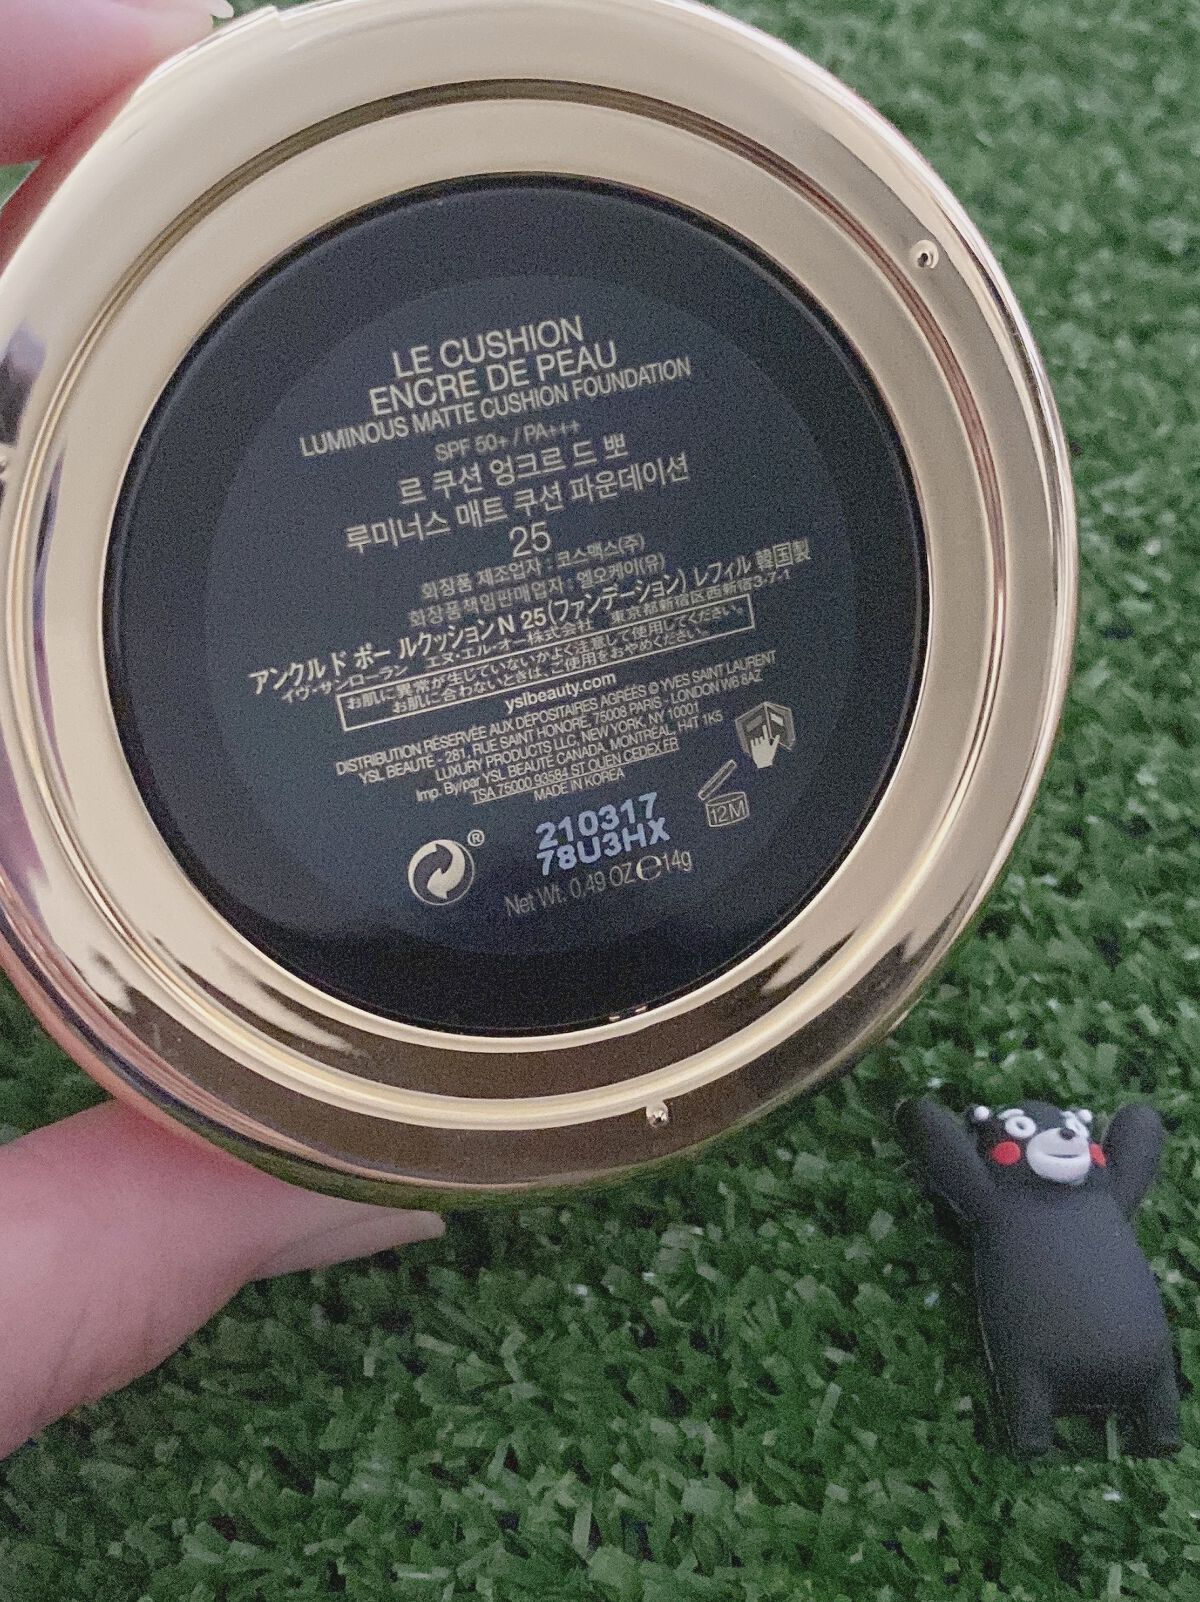 LE CUSHION
ENCRE DE PEAU
LUMINOUS MATTE CUSHION FOUNDATION
SPF 50+ / PA+++
르 쿠션 엉크르 드 뽀
루미너스 매트 쿠션 파운데이션
25
화장품 제조업자 : 코스맥스(주)
화장품책임판매업자 : 엘오케이(유)
アンクル ド ポー ルクッション N 25(ファンデーション) レフィル 韓国製
イヴ・サンローラン エヌ・エル・オー株式会社 東京都新宿区西新宿3-7-1
お肌に異常が生じていないかよく注意して使用してください。
お肌に合わないときは、ご使用をおやめください。
yslbeauty.com
DISTRIBUTION RÉSERVÉE AUX DÉPOSITAIRES AGRÉÉS © YVES SAINT LAURENT
YSL BEAUTÉ - 281, RUE SAINT HONORÉ, 75008 PARIS - LONDON W6 8AZ
LUXURY PRODUCTS LLC, NEW YORK, NY 10001
Imp. By/par YSL BEAUTÉ CANADA, MONTRÉAL, H4T 1K5
TSA 75000 93584 ST OUEN CEDEX.FR
MADE IN KOREA
12M
®
210317
78U3HX
Net Wt. 0.49 OZ ℮ 14g